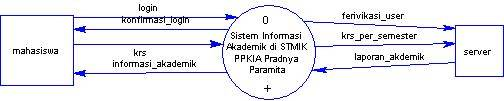 login
konfirmasi_login
mahasiswa
krs
informasi_akademik
0
Sistem Informasi
Akademik di STMIK
PPKIA Pradnya
Paramita
+
ferivikasi_user
krs_per_semester
laporan_akdemik
server